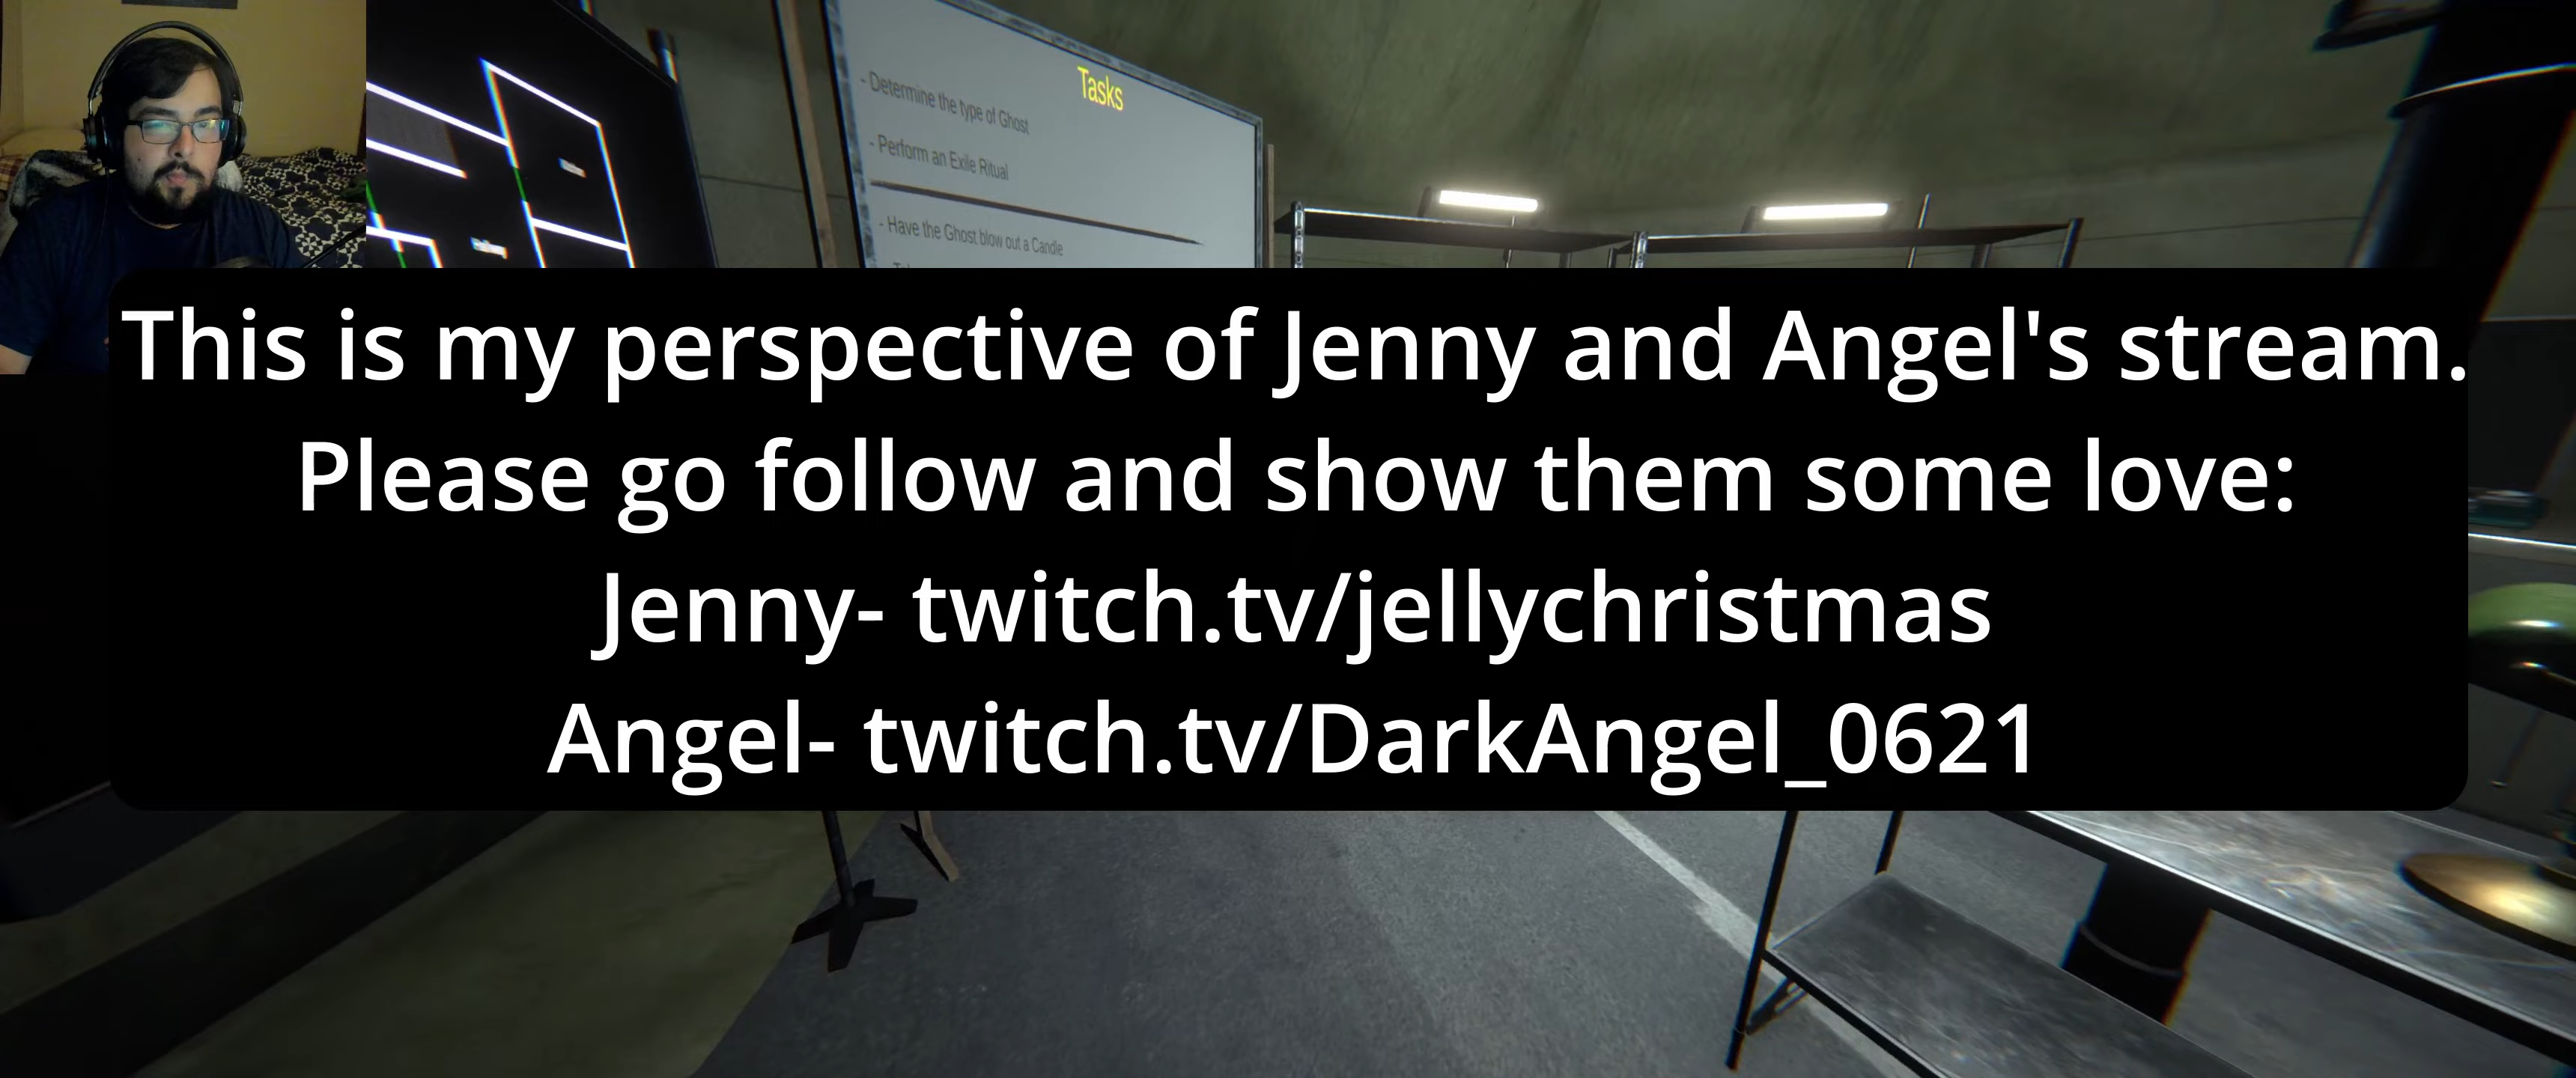 Tasks
- Determine the type of Ghost
- Perform an Exile Ritual
- Have the Ghost blow out a Candle
This is my perspective of Jenny and Angel's stream.
Please go follow and show them some love:
Jenny- twitch.tv/jellychristmas
Angel- twitch.tv/DarkAngel_0621